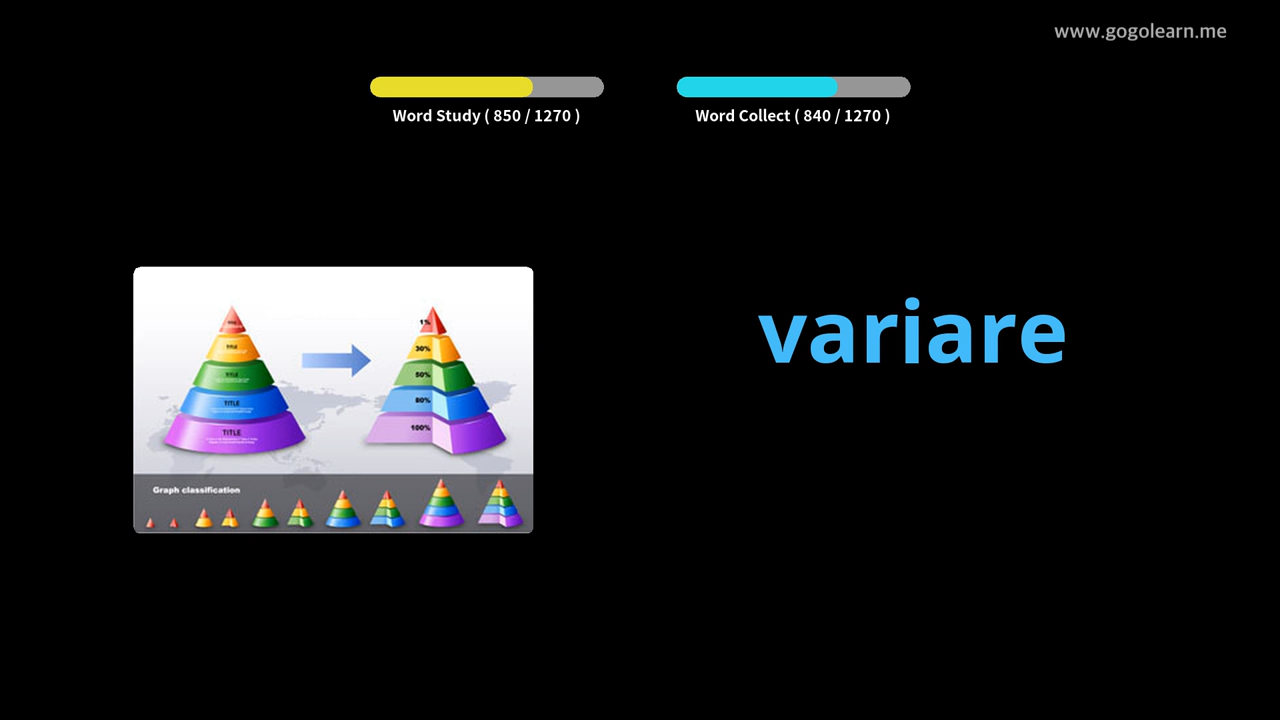 www.gogolearn.me
Word Study ( 850 / 1270 )
Word Collect ( 840 / 1270 )
variare
1%
TITLE
30%
TITLE
50%
TITLE
80%
TITLE
100%
Graph classification